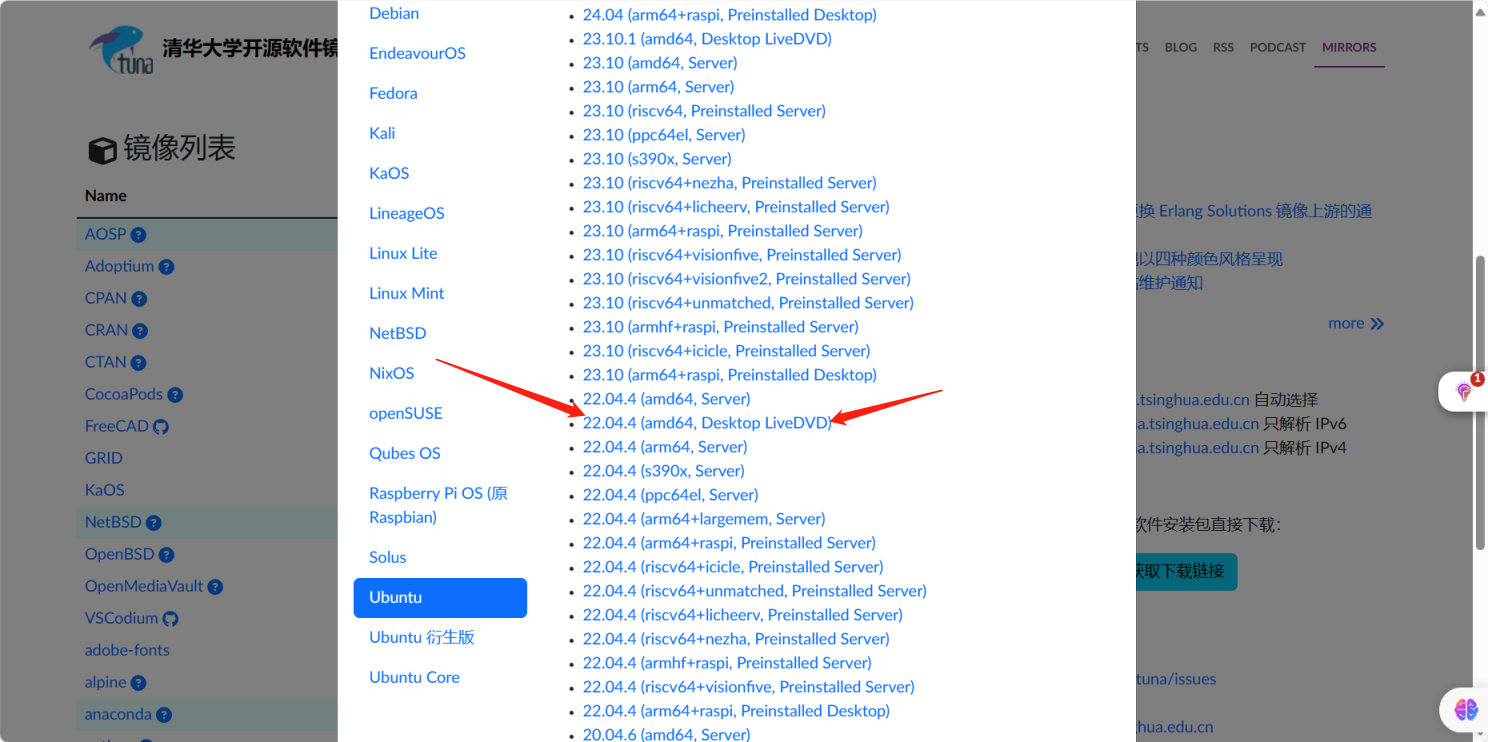 清华大学开源软件镜
TS BLOG RSS PODCAST MIRRORS
镜像列表
Name
AOSP
Adoptium
CPAN
CRAN
CTAN
CocoaPods
FreeCAD
GRID
KaOS
NetBSD
OpenBSD
OpenMediaVault
VSCodium
adobe-fonts
alpine
anaconda
Debian
EndeavourOS
Fedora
Kali
KaOS
LineageOS
Linux Lite
Linux Mint
NetBSD
NixOS
openSUSE
Qubes OS
Raspberry Pi OS (原
Raspbian)
Solus
Ubuntu
Ubuntu 衍生版
Ubuntu Core
24.04 (arm64+raspi, Preinstalled Desktop)
23.10.1 (amd64, Desktop LiveDVD)
23.10 (amd64, Server)
23.10 (arm64, Server)
23.10 (riscv64, Preinstalled Server)
23.10 (ppc64el, Server)
23.10 (s390x, Server)
23.10 (riscv64+nezha, Preinstalled Server)
23.10 (riscv64+licheerv, Preinstalled Server)
23.10 (arm64+raspi, Preinstalled Server)
23.10 (riscv64+visionfive, Preinstalled Server)
23.10 (riscv64+visionfive2, Preinstalled Server)
23.10 (riscv64+unmatched, Preinstalled Server)
23.10 (armhf+raspi, Preinstalled Server)
23.10 (riscv64+icicle, Preinstalled Server)
23.10 (arm64+raspi, Preinstalled Desktop)
22.04.4 (amd64, Server)
22.04.4 (amd64, Desktop LiveDVD)
22.04.4 (arm64, Server)
22.04.4 (s390x, Server)
22.04.4 (ppc64el, Server)
22.04.4 (arm64+largemem, Server)
22.04.4 (arm64+raspi, Preinstalled Server)
22.04.4 (riscv64+icicle, Preinstalled Server)
22.04.4 (riscv64+unmatched, Preinstalled Server)
22.04.4 (riscv64+licheerv, Preinstalled Server)
22.04.4 (riscv64+nezha, Preinstalled Server)
22.04.4 (armhf+raspi, Preinstalled Server)
22.04.4 (riscv64+visionfive, Preinstalled Server)
22.04.4 (arm64+raspi, Preinstalled Desktop)
20.04.6 (amd64, Server)
换 Erlang Solutions 镜像上游的通
以四种颜色风格呈现
维护通知
more
.tsinghua.edu.cn 自动选择
a.tsinghua.edu.cn 只解析 IPv6
a.tsinghua.edu.cn 只解析 IPv4
软件安装包直接下载：
获取下载链接
tuna/issues
hua.edu.cn
1
tuna